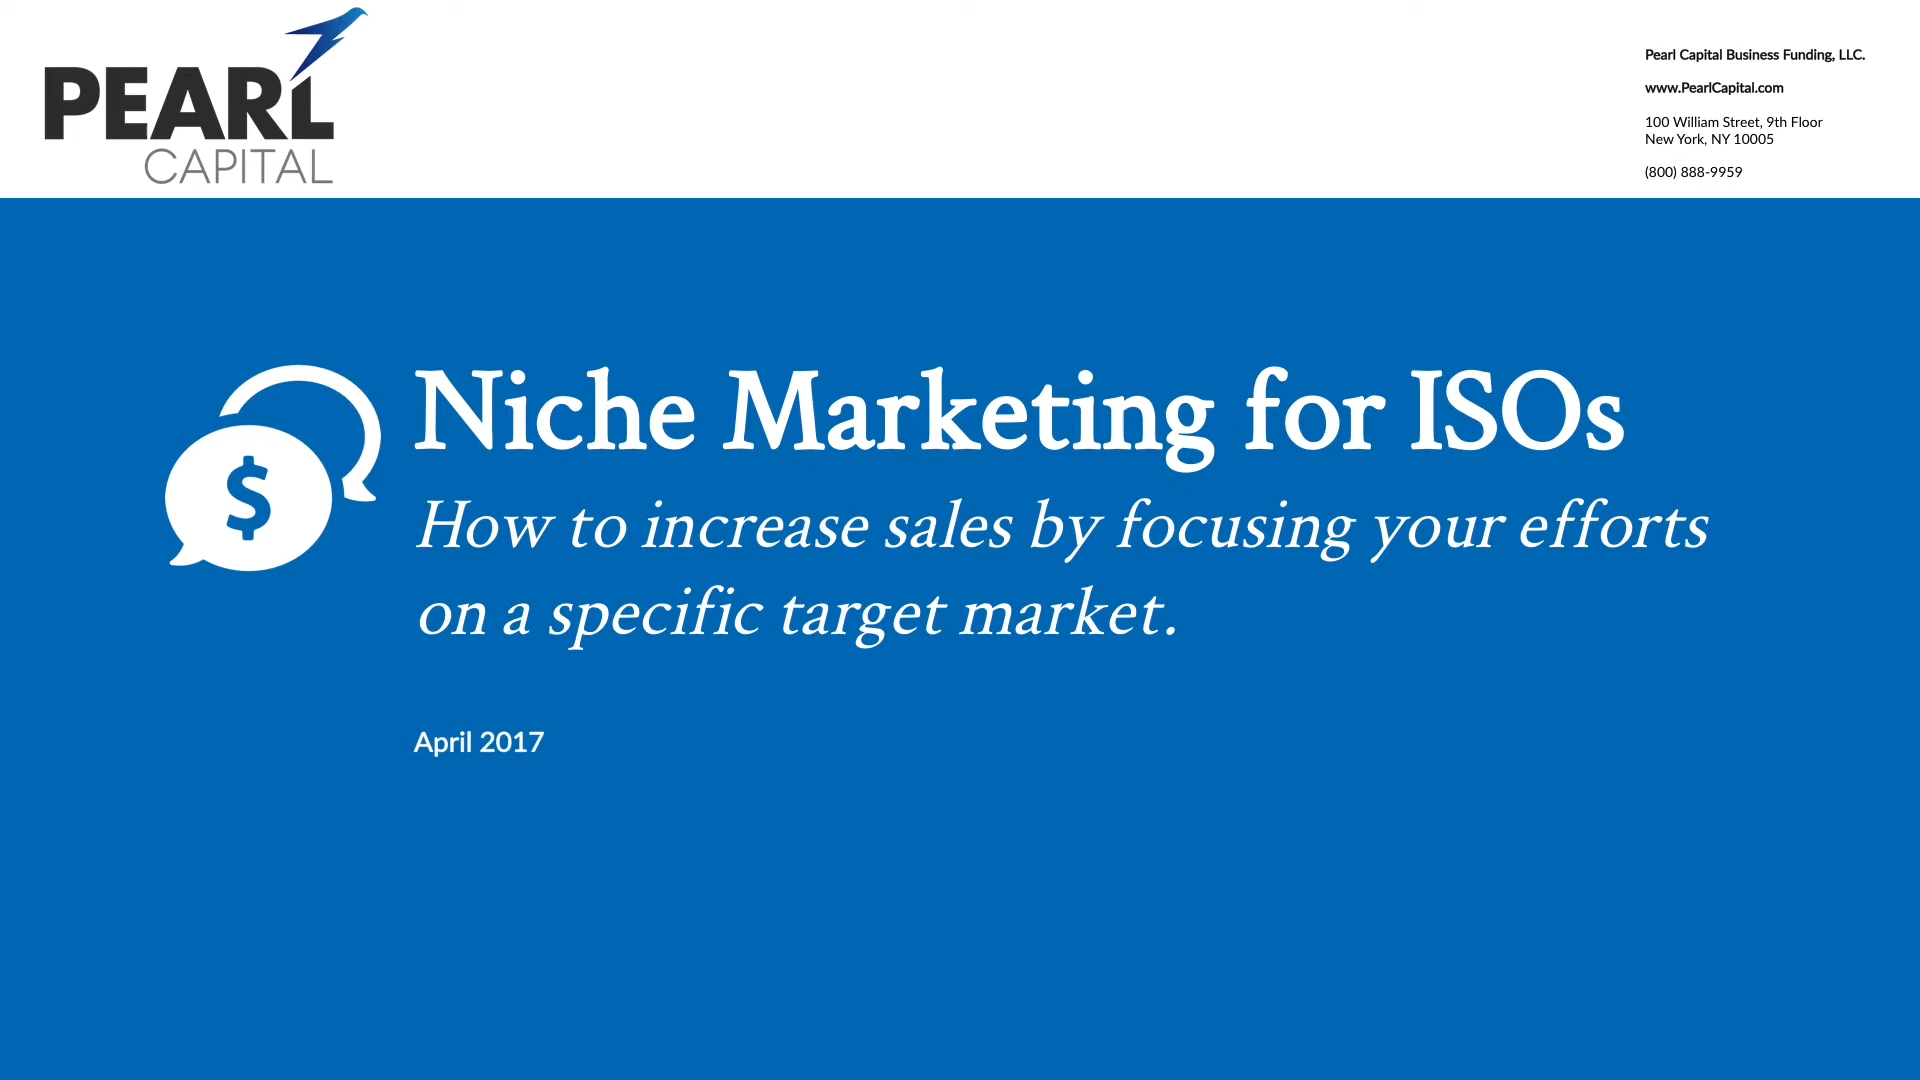 PEARL
CAPITAL
Pearl Capital Business Funding, LLC.
www.PearlCapital.com
100 William Street, 9th Floor
New York, NY 10005
(800) 888-9959
$
Niche Marketing for ISOs
How to increase sales by focusing your efforts
on a specific target market.
April 2017